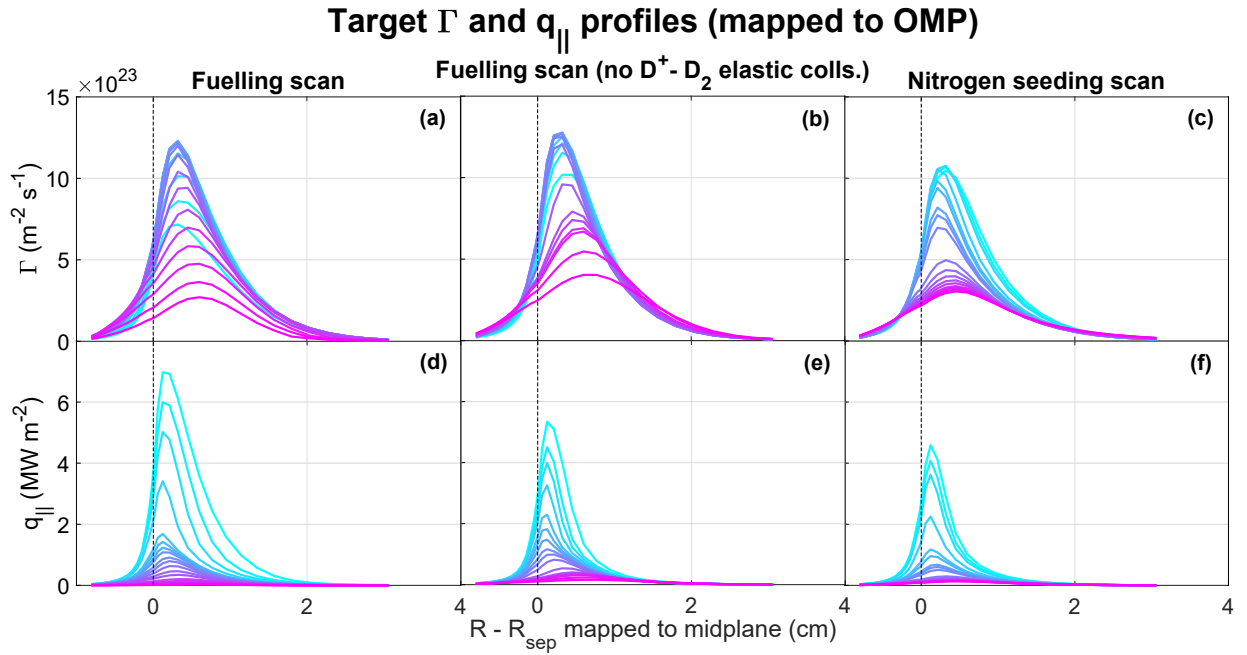 Target Γ and q|| profiles (mapped to OMP)
Fuelling scan
Fuelling scan (no D+- D2 elastic colls.)
Nitrogen seeding scan
×10^23
15
10
5
0
Γ (m-2 s-1)
(a)
(b)
(c)
6
4
2
0
q|| (MW m-2)
(d)
(e)
(f)
0
2
4
0
2
4
0
2
4
R - Rsep mapped to midplane (cm)